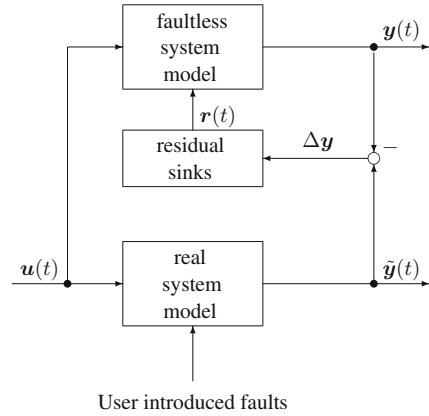 faultless
system
model
y(t)
r(t)
residual
sinks
Δy
−
u(t)
real
system
model
ỹ(t)
User introduced faults